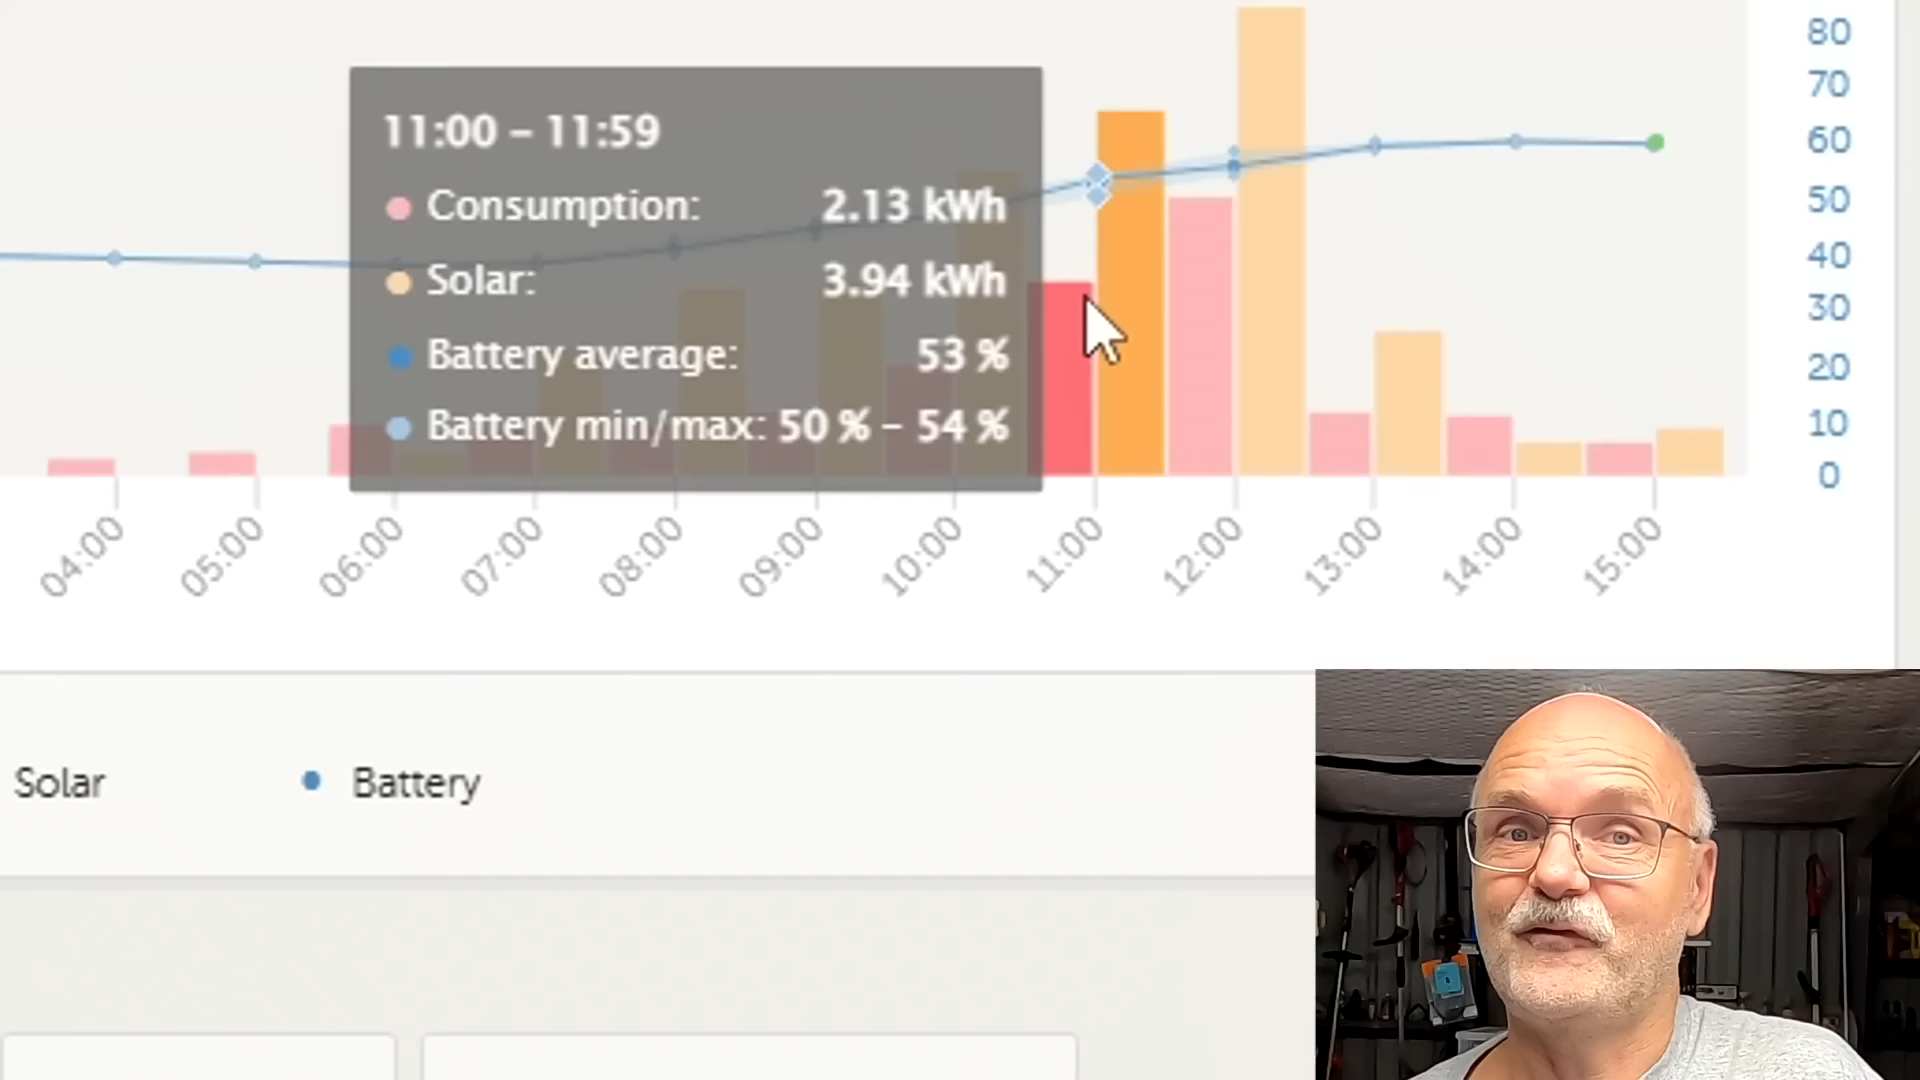 80
70
60
50
40
30
20
10
0
11:00 – 11:59
Consumption: 2.13 kWh
Solar: 3.94 kWh
Battery average: 53 %
Battery min/max: 50 % – 54 %
04:00 05:00 06:00 07:00 08:00 09:00 10:00 11:00 12:00 13:00 14:00 15:00
Solar Battery